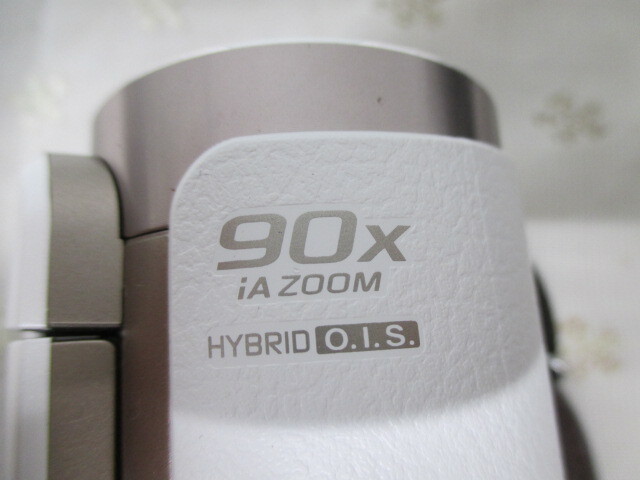 90x
iA ZOOM
HYBRID O.I.S.